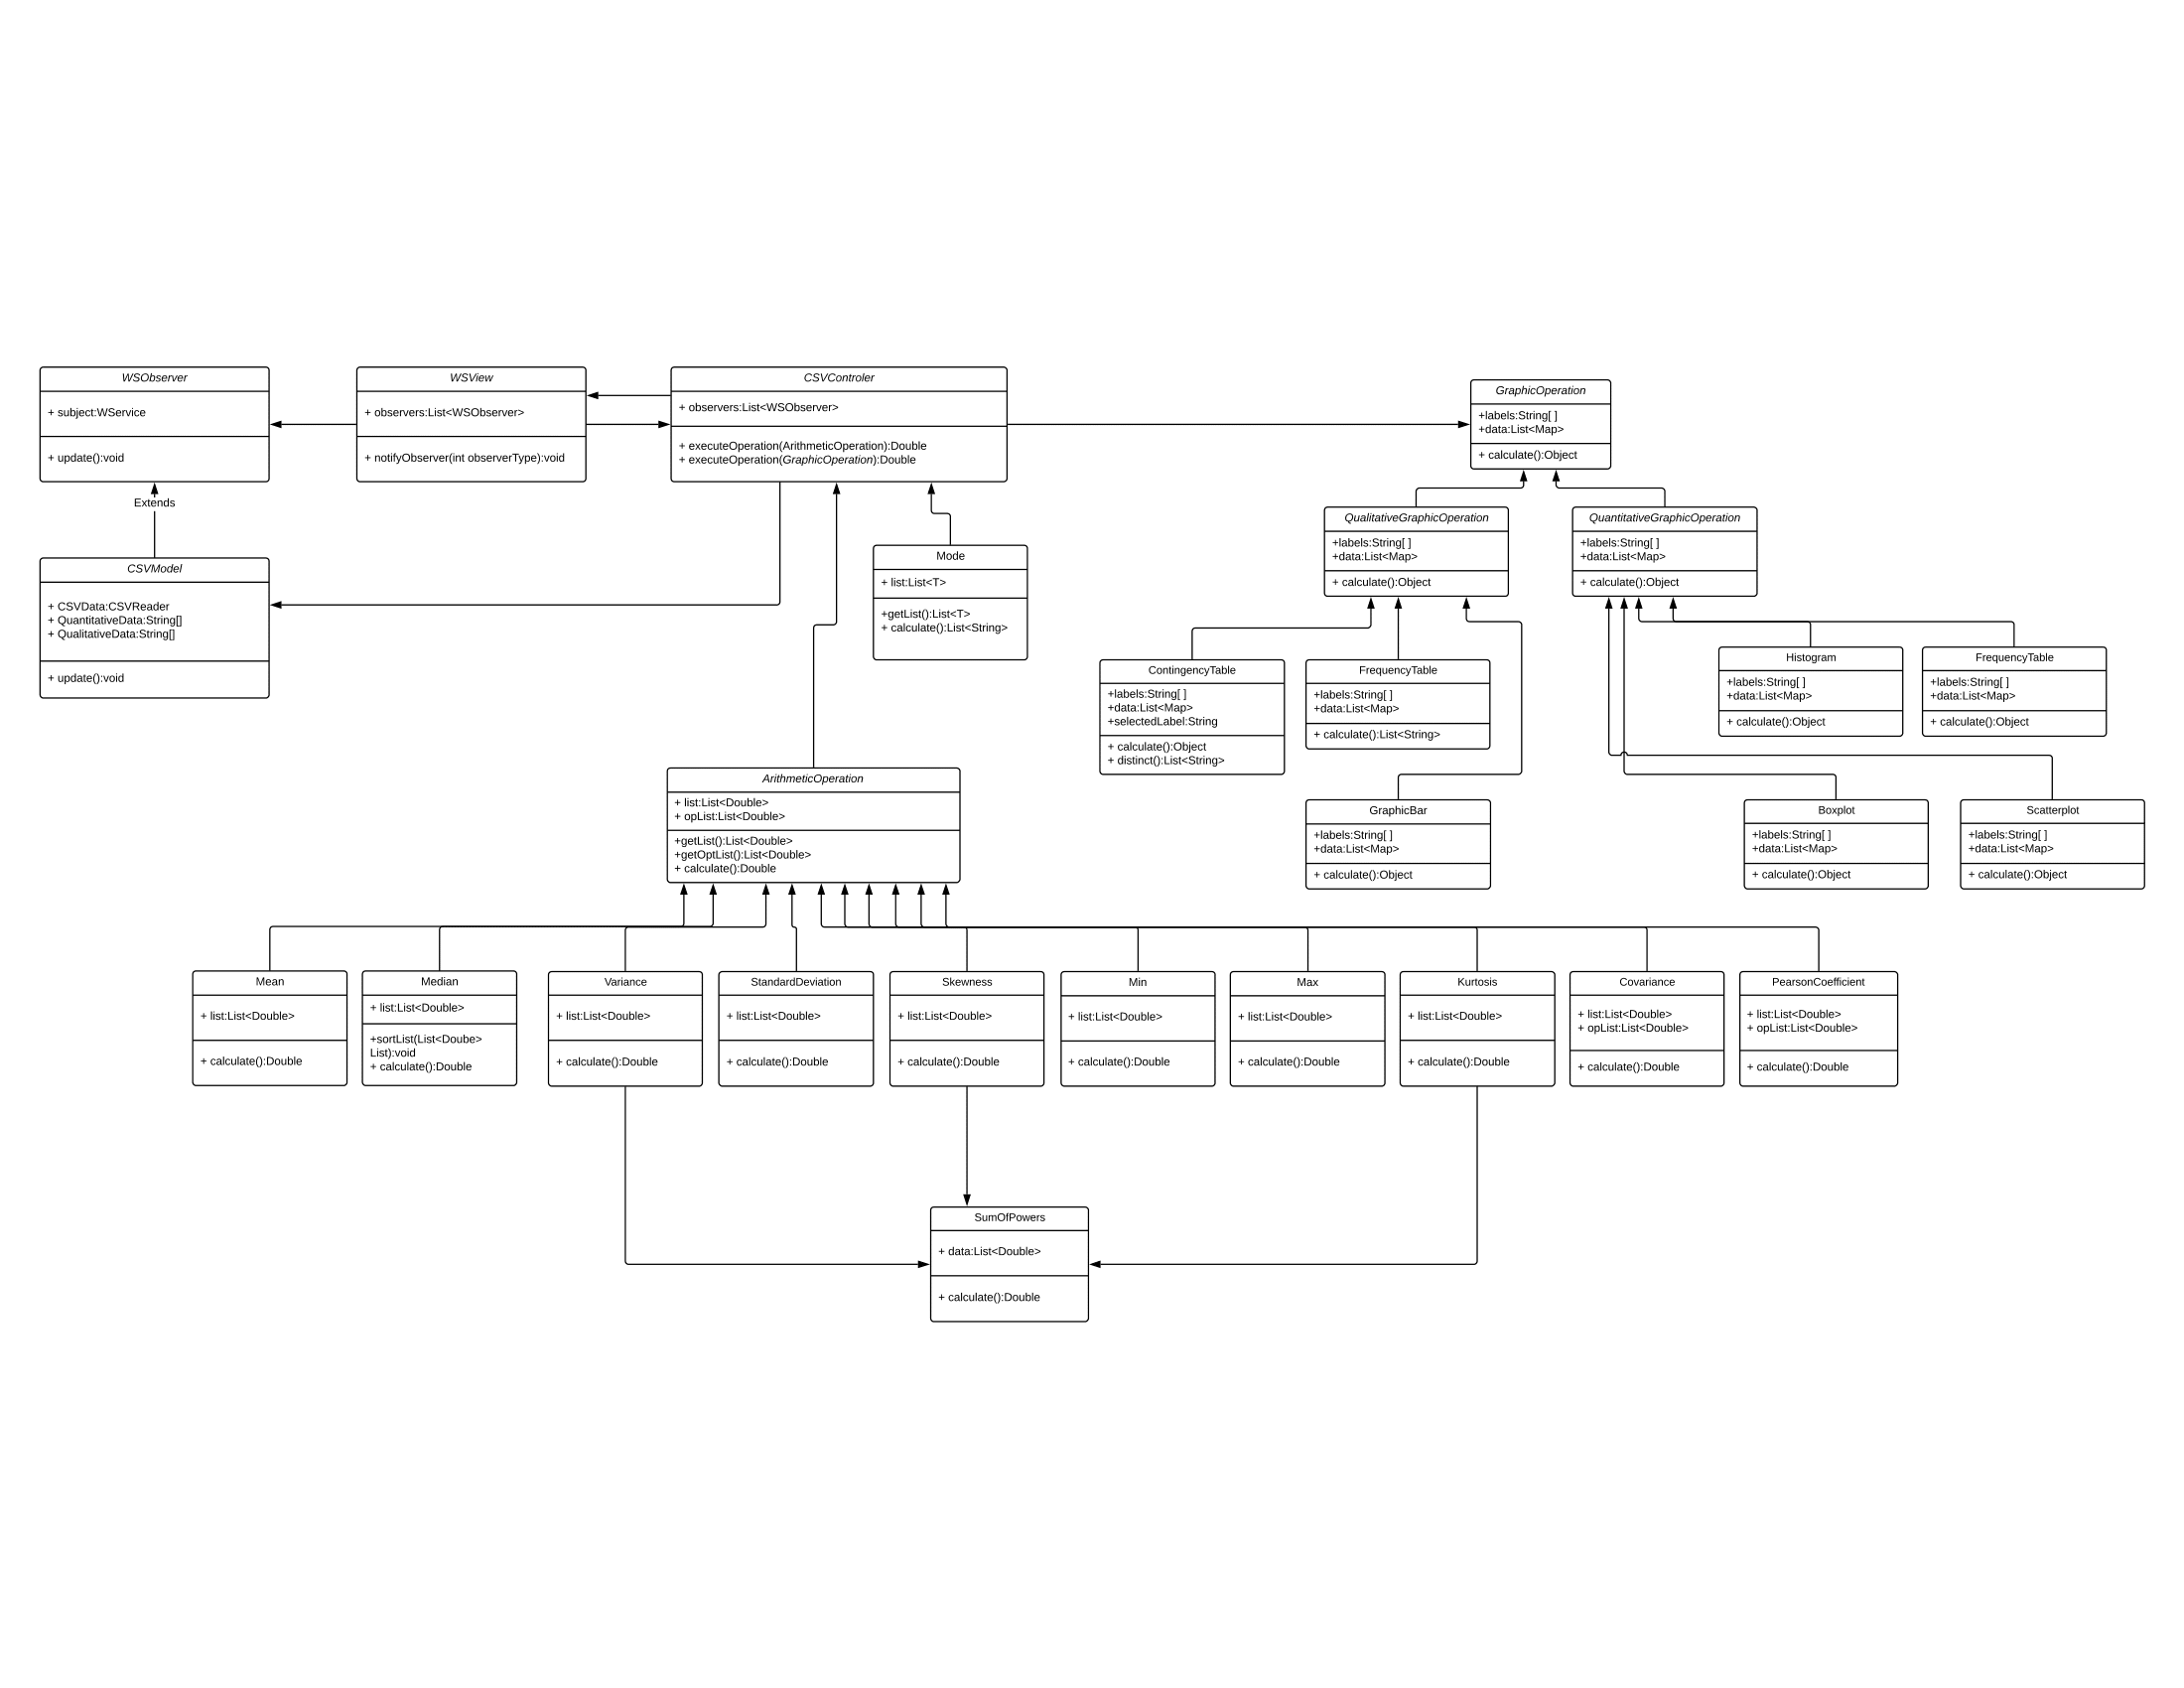 WSObserver
+ subject:WService
+ update():void
WSView
+ observers:List<WSObserver>
+ notifyObserver(int observerType):void
CSVControler
+ observers:List<WSObserver>
+ executeOperation(ArithmeticOperation):Double
+ executeOperation(GraphicOperation):Double
GraphicOperation
+labels:String[ ]
+data:List<Map>
+ calculate():Object
Extends
CSVModel
+ CSVData:CSVReader
+ QuantitativeData:String[]
+ QualitativeData:String[]
+ update():void
Mode
+ list:List<T>
+getList():List<T>
+ calculate():List<String>
QualitativeGraphicOperation
+labels:String[ ]
+data:List<Map>
+ calculate():Object
QuantitativeGraphicOperation
+labels:String[ ]
+data:List<Map>
+ calculate():Object
ContingencyTable
+labels:String[ ]
+data:List<Map>
+selectedLabel:String
+ calculate():Object
+ distinct():List<String>
FrequencyTable
+labels:String[ ]
+data:List<Map>
+ calculate():List<String>
Histogram
+labels:String[ ]
+data:List<Map>
+ calculate():Object
FrequencyTable
+labels:String[ ]
+data:List<Map>
+ calculate():Object
ArithmeticOperation
+ list:List<Double>
+ opList:List<Double>
+getList():List<Double>
+getOptList():List<Double>
+ calculate():Double
GraphicBar
+labels:String[ ]
+data:List<Map>
+ calculate():Object
Boxplot
+labels:String[ ]
+data:List<Map>
+ calculate():Object
Scatterplot
+labels:String[ ]
+data:List<Map>
+ calculate():Object
Mean
+ list:List<Double>
+ calculate():Double
Median
+ list:List<Double>
+sortList(List<Doube>
List):void
+ calculate():Double
Variance
+ list:List<Double>
+ calculate():Double
StandardDeviation
+ list:List<Double>
+ calculate():Double
Skewness
+ list:List<Double>
+ calculate():Double
Min
+ list:List<Double>
+ calculate():Double
Max
+ list:List<Double>
+ calculate():Double
Kurtosis
+ list:List<Double>
+ calculate():Double
Covariance
+ list:List<Double>
+ opList:List<Double>
+ calculate():Double
PearsonCoefficient
+ list:List<Double>
+ opList:List<Double>
+ calculate():Double
SumOfPowers
+ data:List<Double>
+ calculate():Double